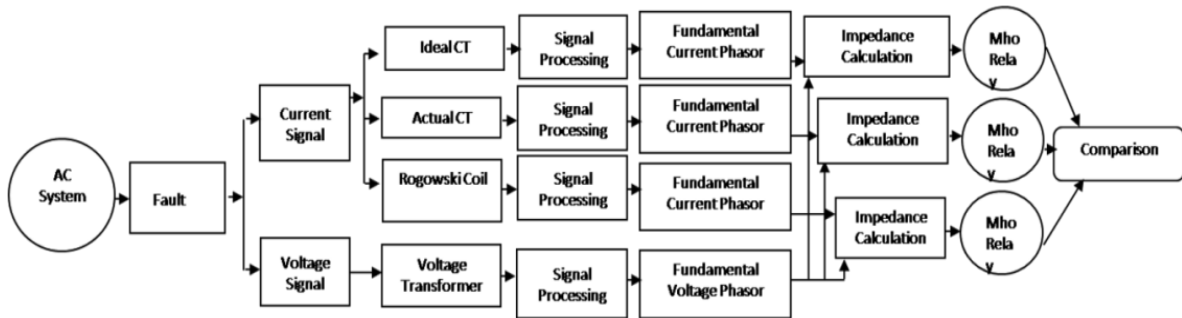 AC
System
Fault
Current
Signal
Voltage
Signal
Ideal CT
Actual CT
Rogowski Coil
Voltage
Transformer
Signal
Processing
Signal
Processing
Signal
Processing
Signal
Processing
Fundamental
Current Phasor
Fundamental
Current Phasor
Fundamental
Current Phasor
Fundamental
Voltage Phasor
Impedance
Calculation
Impedance
Calculation
Impedance
Calculation
Mho
Rela
y
Mho
Rela
y
Mho
Rela
y
Comparison